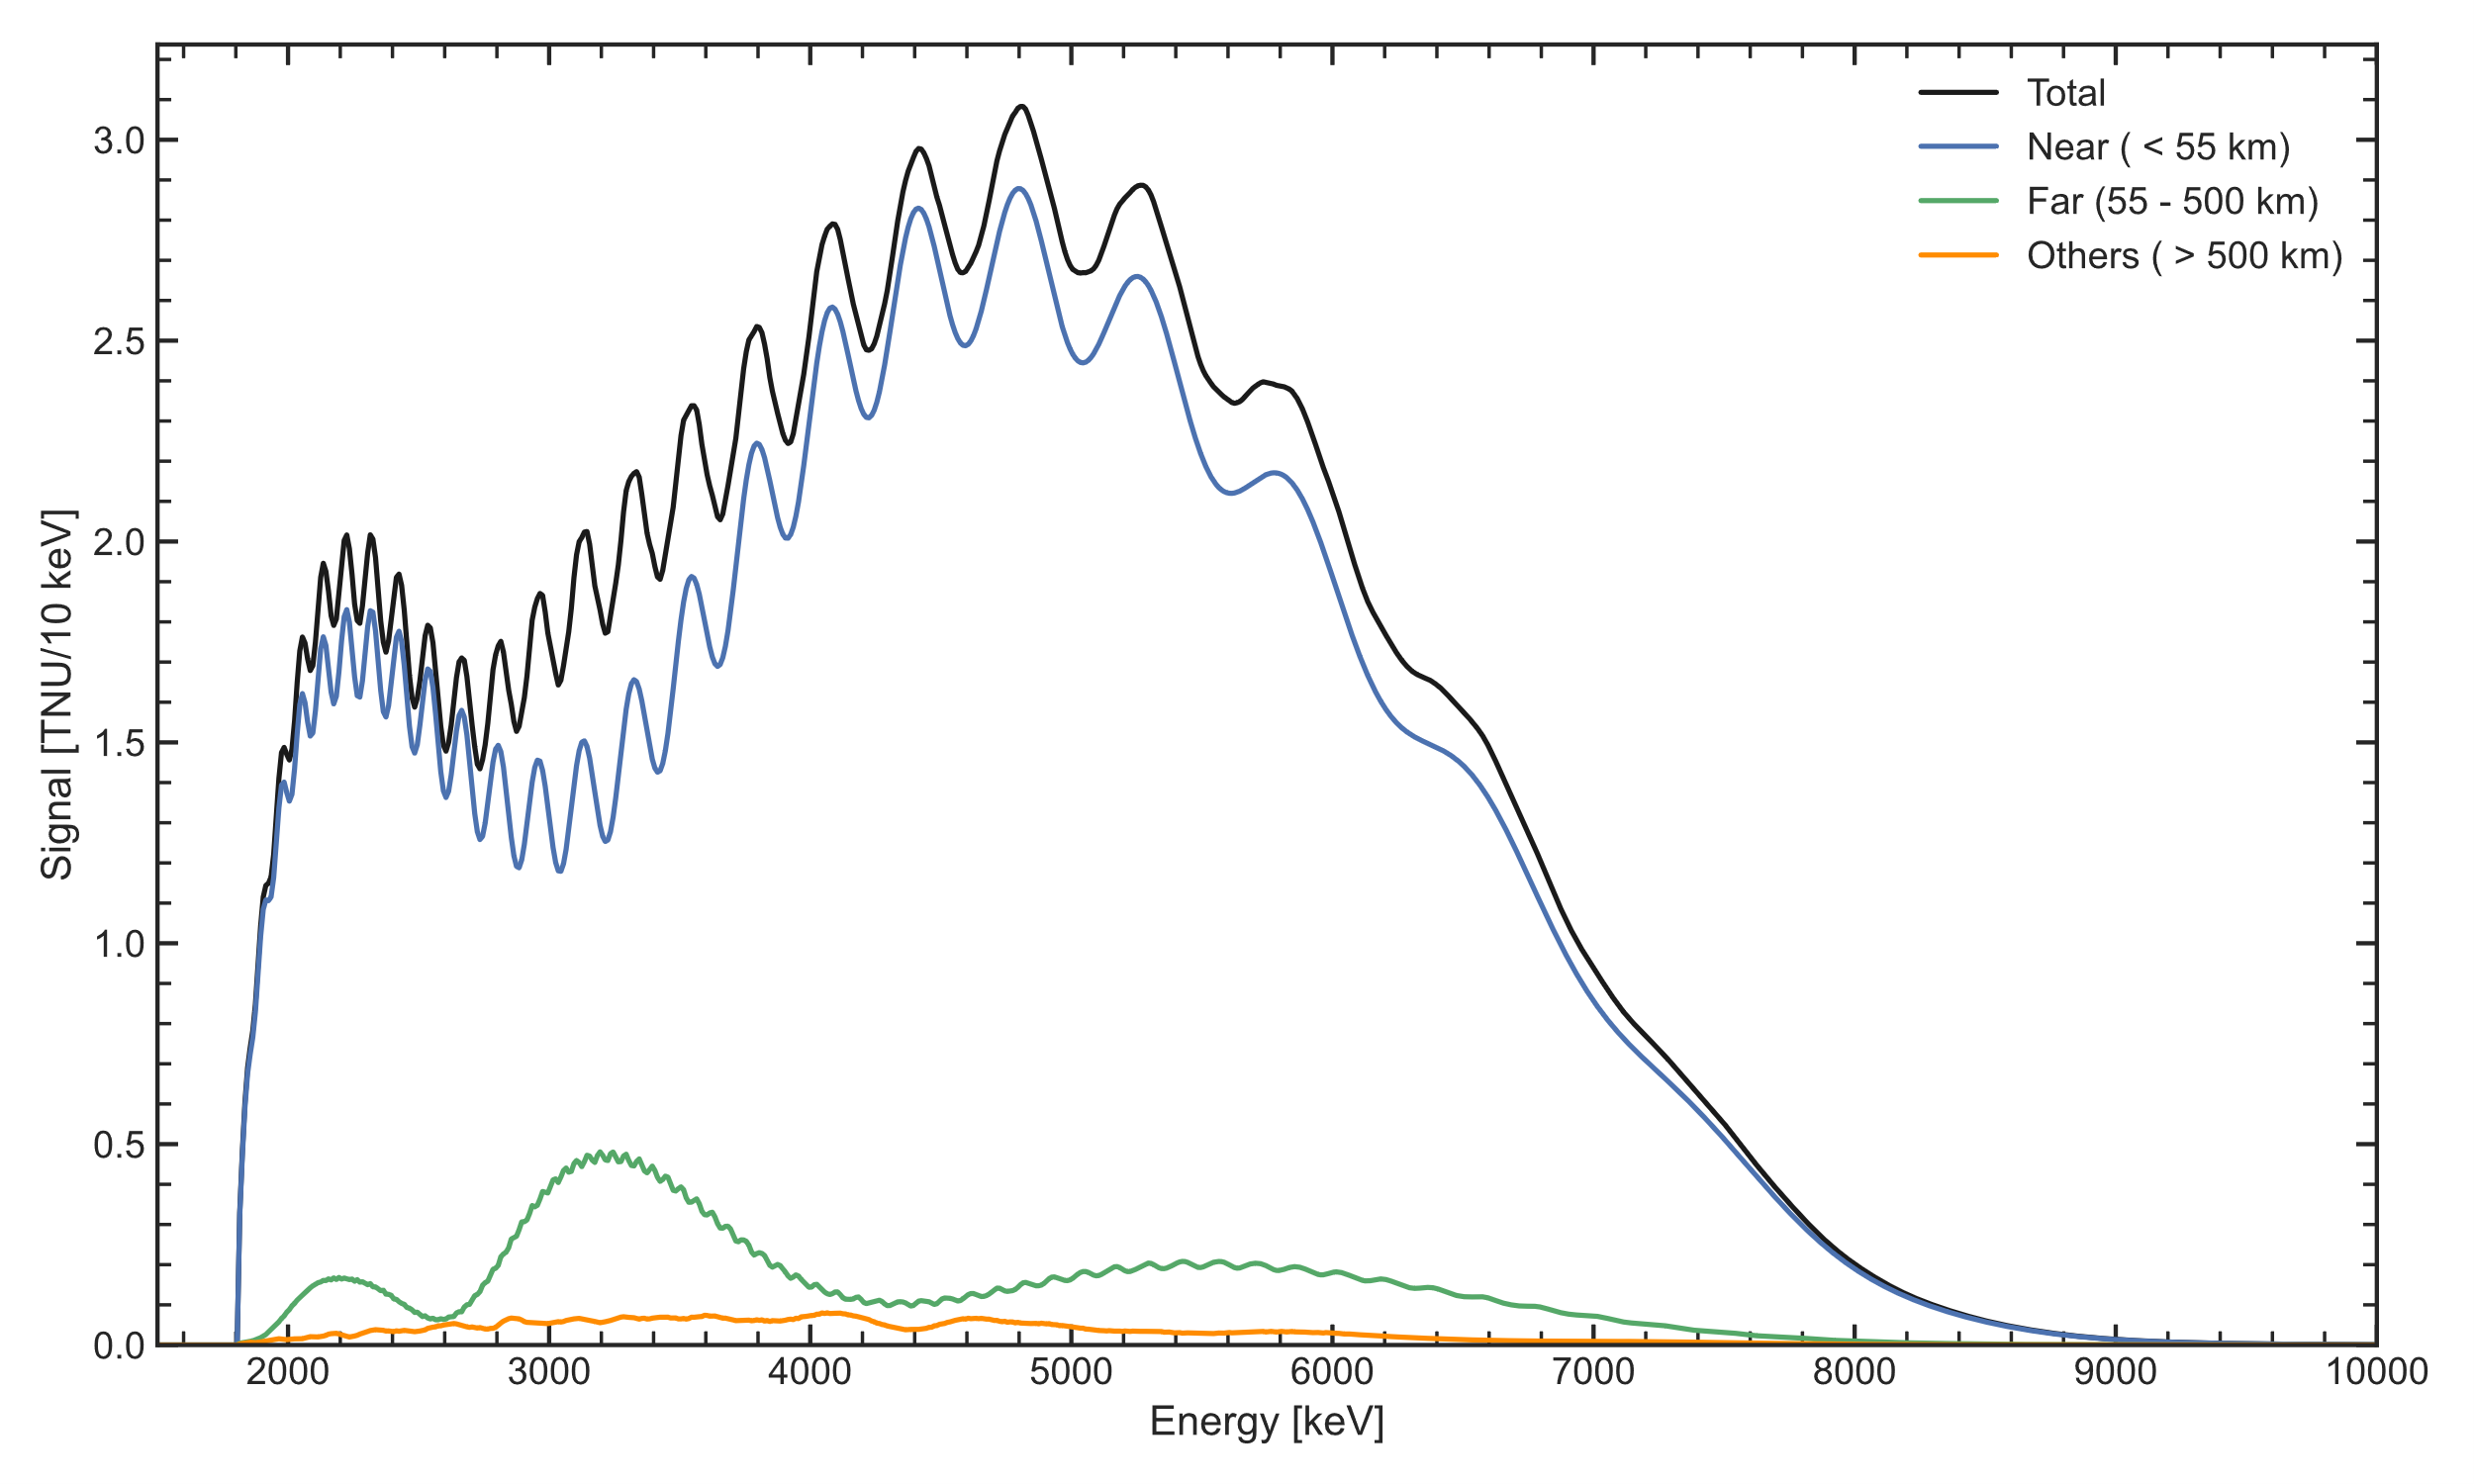 Total
Near ( < 55 km)
Far (55 - 500 km)
Others ( > 500 km)
3.0
2.5
2.0
1.5
1.0
0.5
0.0
Signal [TNU/10 keV]
2000 3000 4000 5000 6000 7000 8000 9000 10000
Energy [keV]